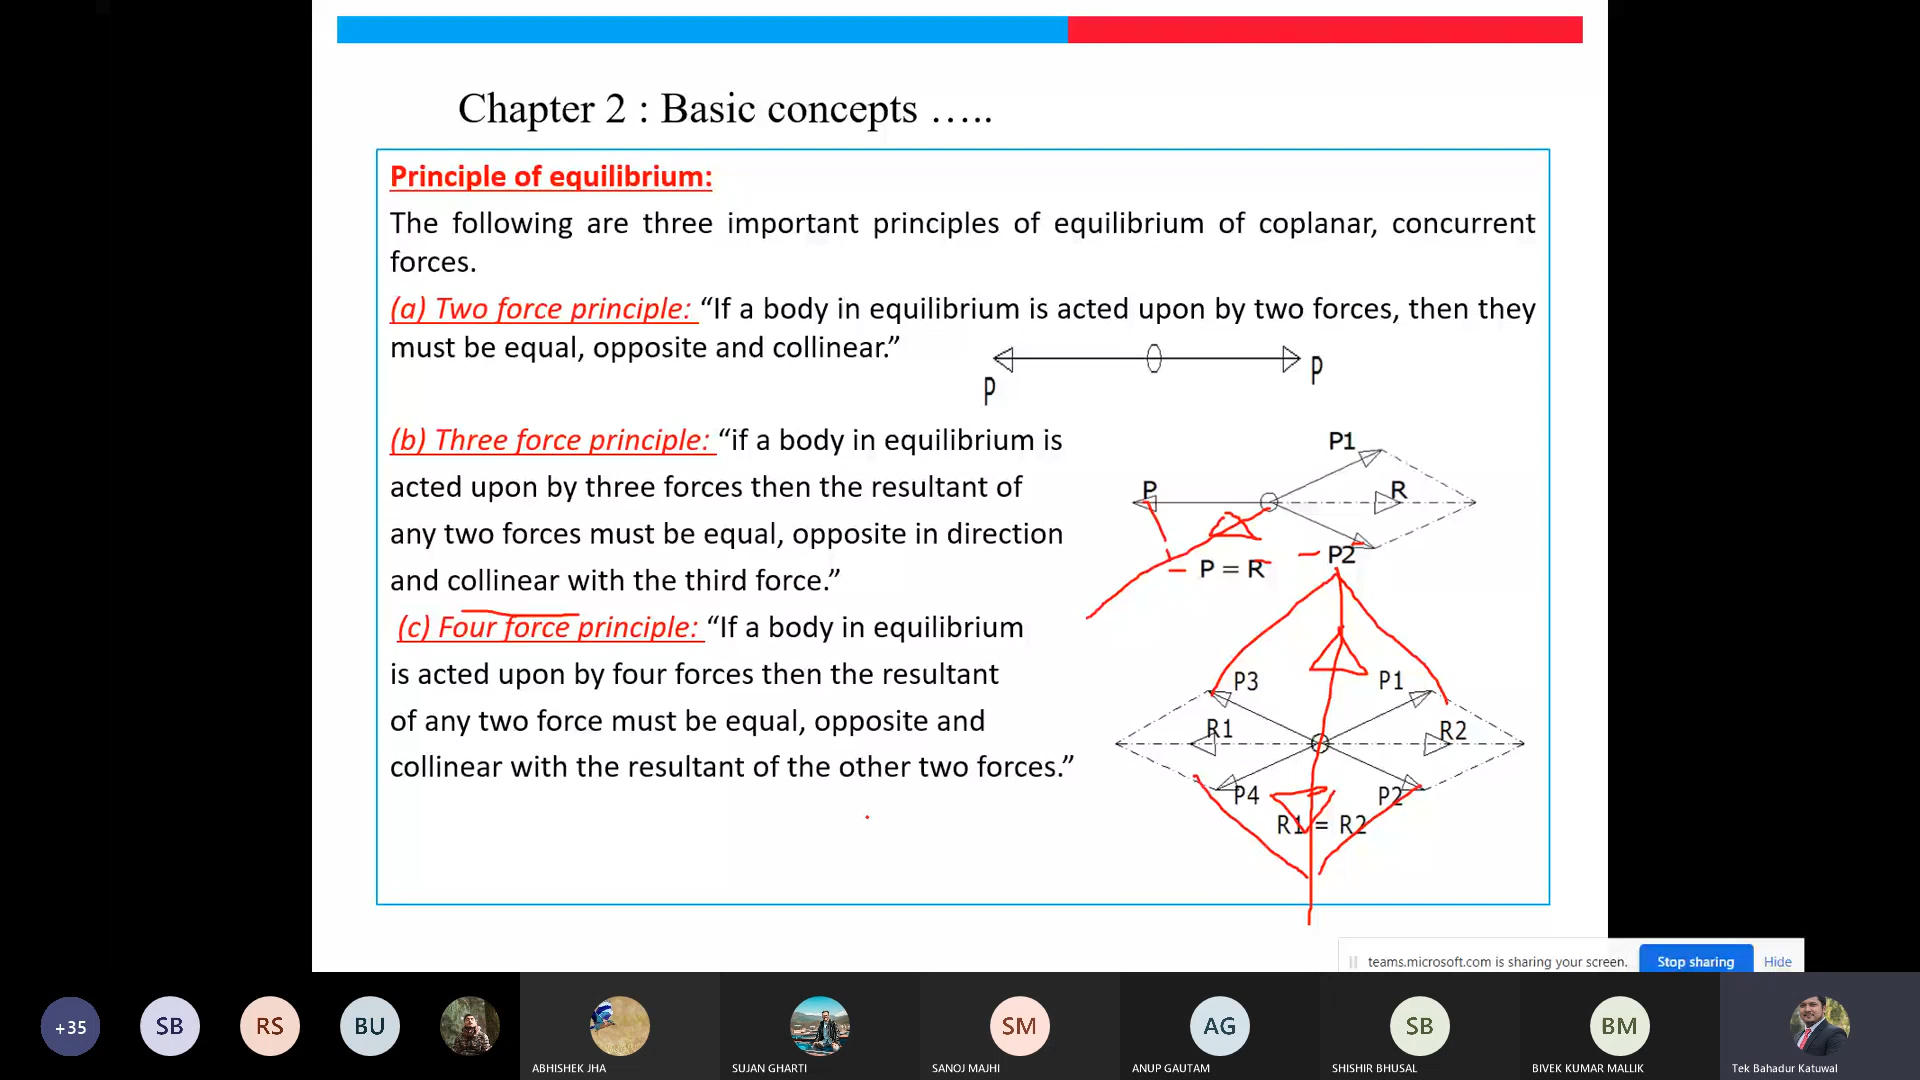 Chapter 2 : Basic concepts …..
Principle of equilibrium:
The following are three important principles of equilibrium of coplanar, concurrent
forces.
(a) Two force principle: “If a body in equilibrium is acted upon by two forces, then they
must be equal, opposite and collinear.”
p
p
(b) Three force principle: “if a body in equilibrium is
acted upon by three forces then the resultant of
any two forces must be equal, opposite in direction
and collinear with the third force.”
P1
P
R
P2
P = R
(c) Four force principle: “If a body in equilibrium
is acted upon by four forces then the resultant
of any two force must be equal, opposite and
collinear with the resultant of the other two forces.”
P3
P1
R1
R2
P4
P2
R1 = R2
teams.microsoft.com is sharing your screen.
Stop sharing
Hide
+35
SB
RS
BU
SM
AG
SB
BM
ABHISHEK JHA
SUJAN GHARTI
SANOJ MAJHI
ANUP GAUTAM
SHISHIR BHUSAL
BIVEK KUMAR MALLIK
Tek Bahadur Katuwal